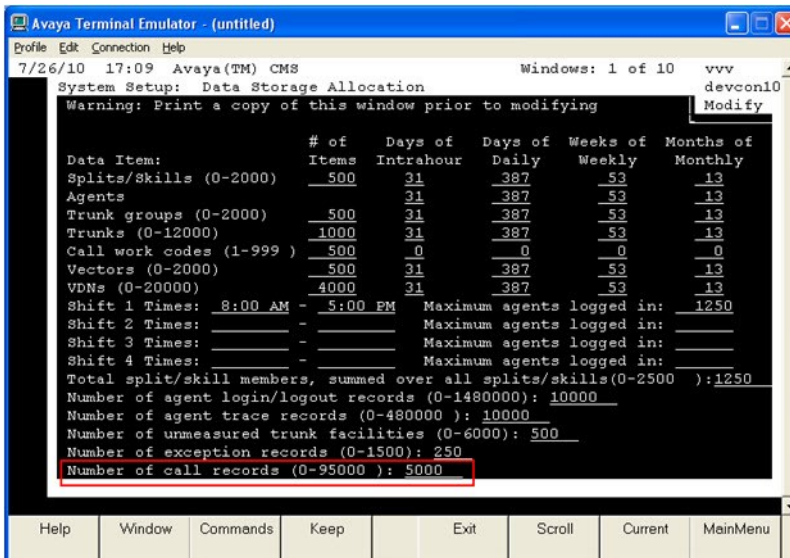 Avaya Terminal Emulator - (untitled)
Profile Edit Connection Help
7/26/10 17:09 Avaya(TM) CMS Windows: 1 of 10 vvv
System Setup: Data Storage Allocation devcon10
Warning: Print a copy of this window prior to modifying Modify
# of Days of Days of Weeks of Months of
Data Item: Items Intrahour Daily Weekly Monthly
Splits/Skills (0-2000) 500 31 387 53 13
Agents 31 387 53 13
Trunk groups (0-2000) 500 31 387 53 13
Trunks (0-12000) 1000 31 387 53 13
Call work codes (1-999 ) 500 0 0 0 0
Vectors (0-2000) 500 31 387 53 13
VDNs (0-20000) 4000 31 387 53 13
Shift 1 Times: 8:00 AM - 5:00 PM Maximum agents logged in: 1250
Shift 2 Times: - Maximum agents logged in:
Shift 3 Times: - Maximum agents logged in:
Shift 4 Times: - Maximum agents logged in:
Total split/skill members, summed over all splits/skills(0-2500 ):1250
Number of agent login/logout records (0-1480000): 10000
Number of agent trace records (0-480000 ): 10000
Number of unmeasured trunk facilities (0-6000): 500
Number of exception records (0-1500): 250
Number of call records (0-95000 ): 5000
Help Window Commands Keep Exit Scroll Current MainMenu